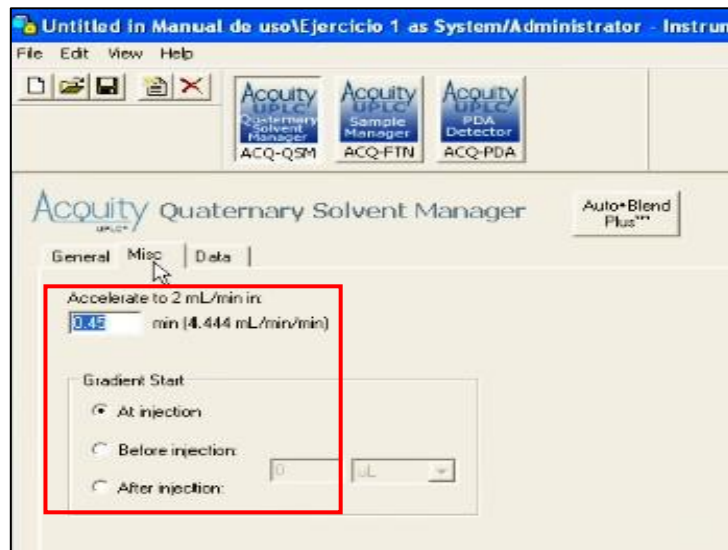 Untitled in Manual de uso\Ejercicio 1 as System/Administrator - Instrum
File Edit View Help
Acquity UPLC Quaternary Solvent Manager
ACQ-QSM
Acquity UPLC Sample Manager
ACQ-FTN
Acquity UPLC PDA Detector
ACQ-PDA
Acquity UPLC Quaternary Solvent Manager
Auto•Blend Plus™
General Misc Data
Accelerate to 2 mL/min in:
0.45 min (4.444 mL/min/min)
Gradient Start
At injection
Before injection:
0 uL
After injection: